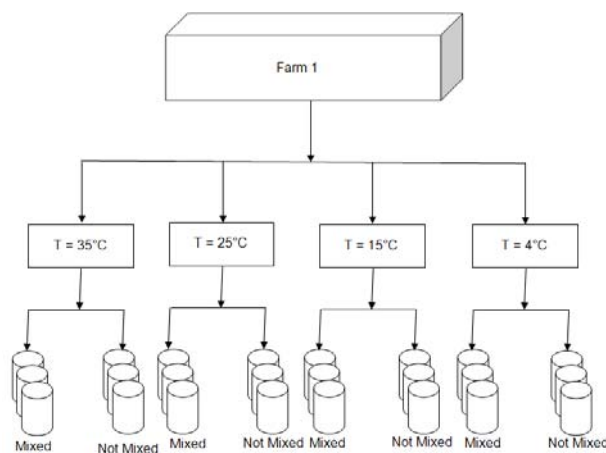 Farm 1
T = 35°C
T = 25°C
T = 15°C
T = 4°C
Mixed
Not Mixed
Mixed
Not Mixed
Mixed
Not Mixed
Mixed
Not Mixed